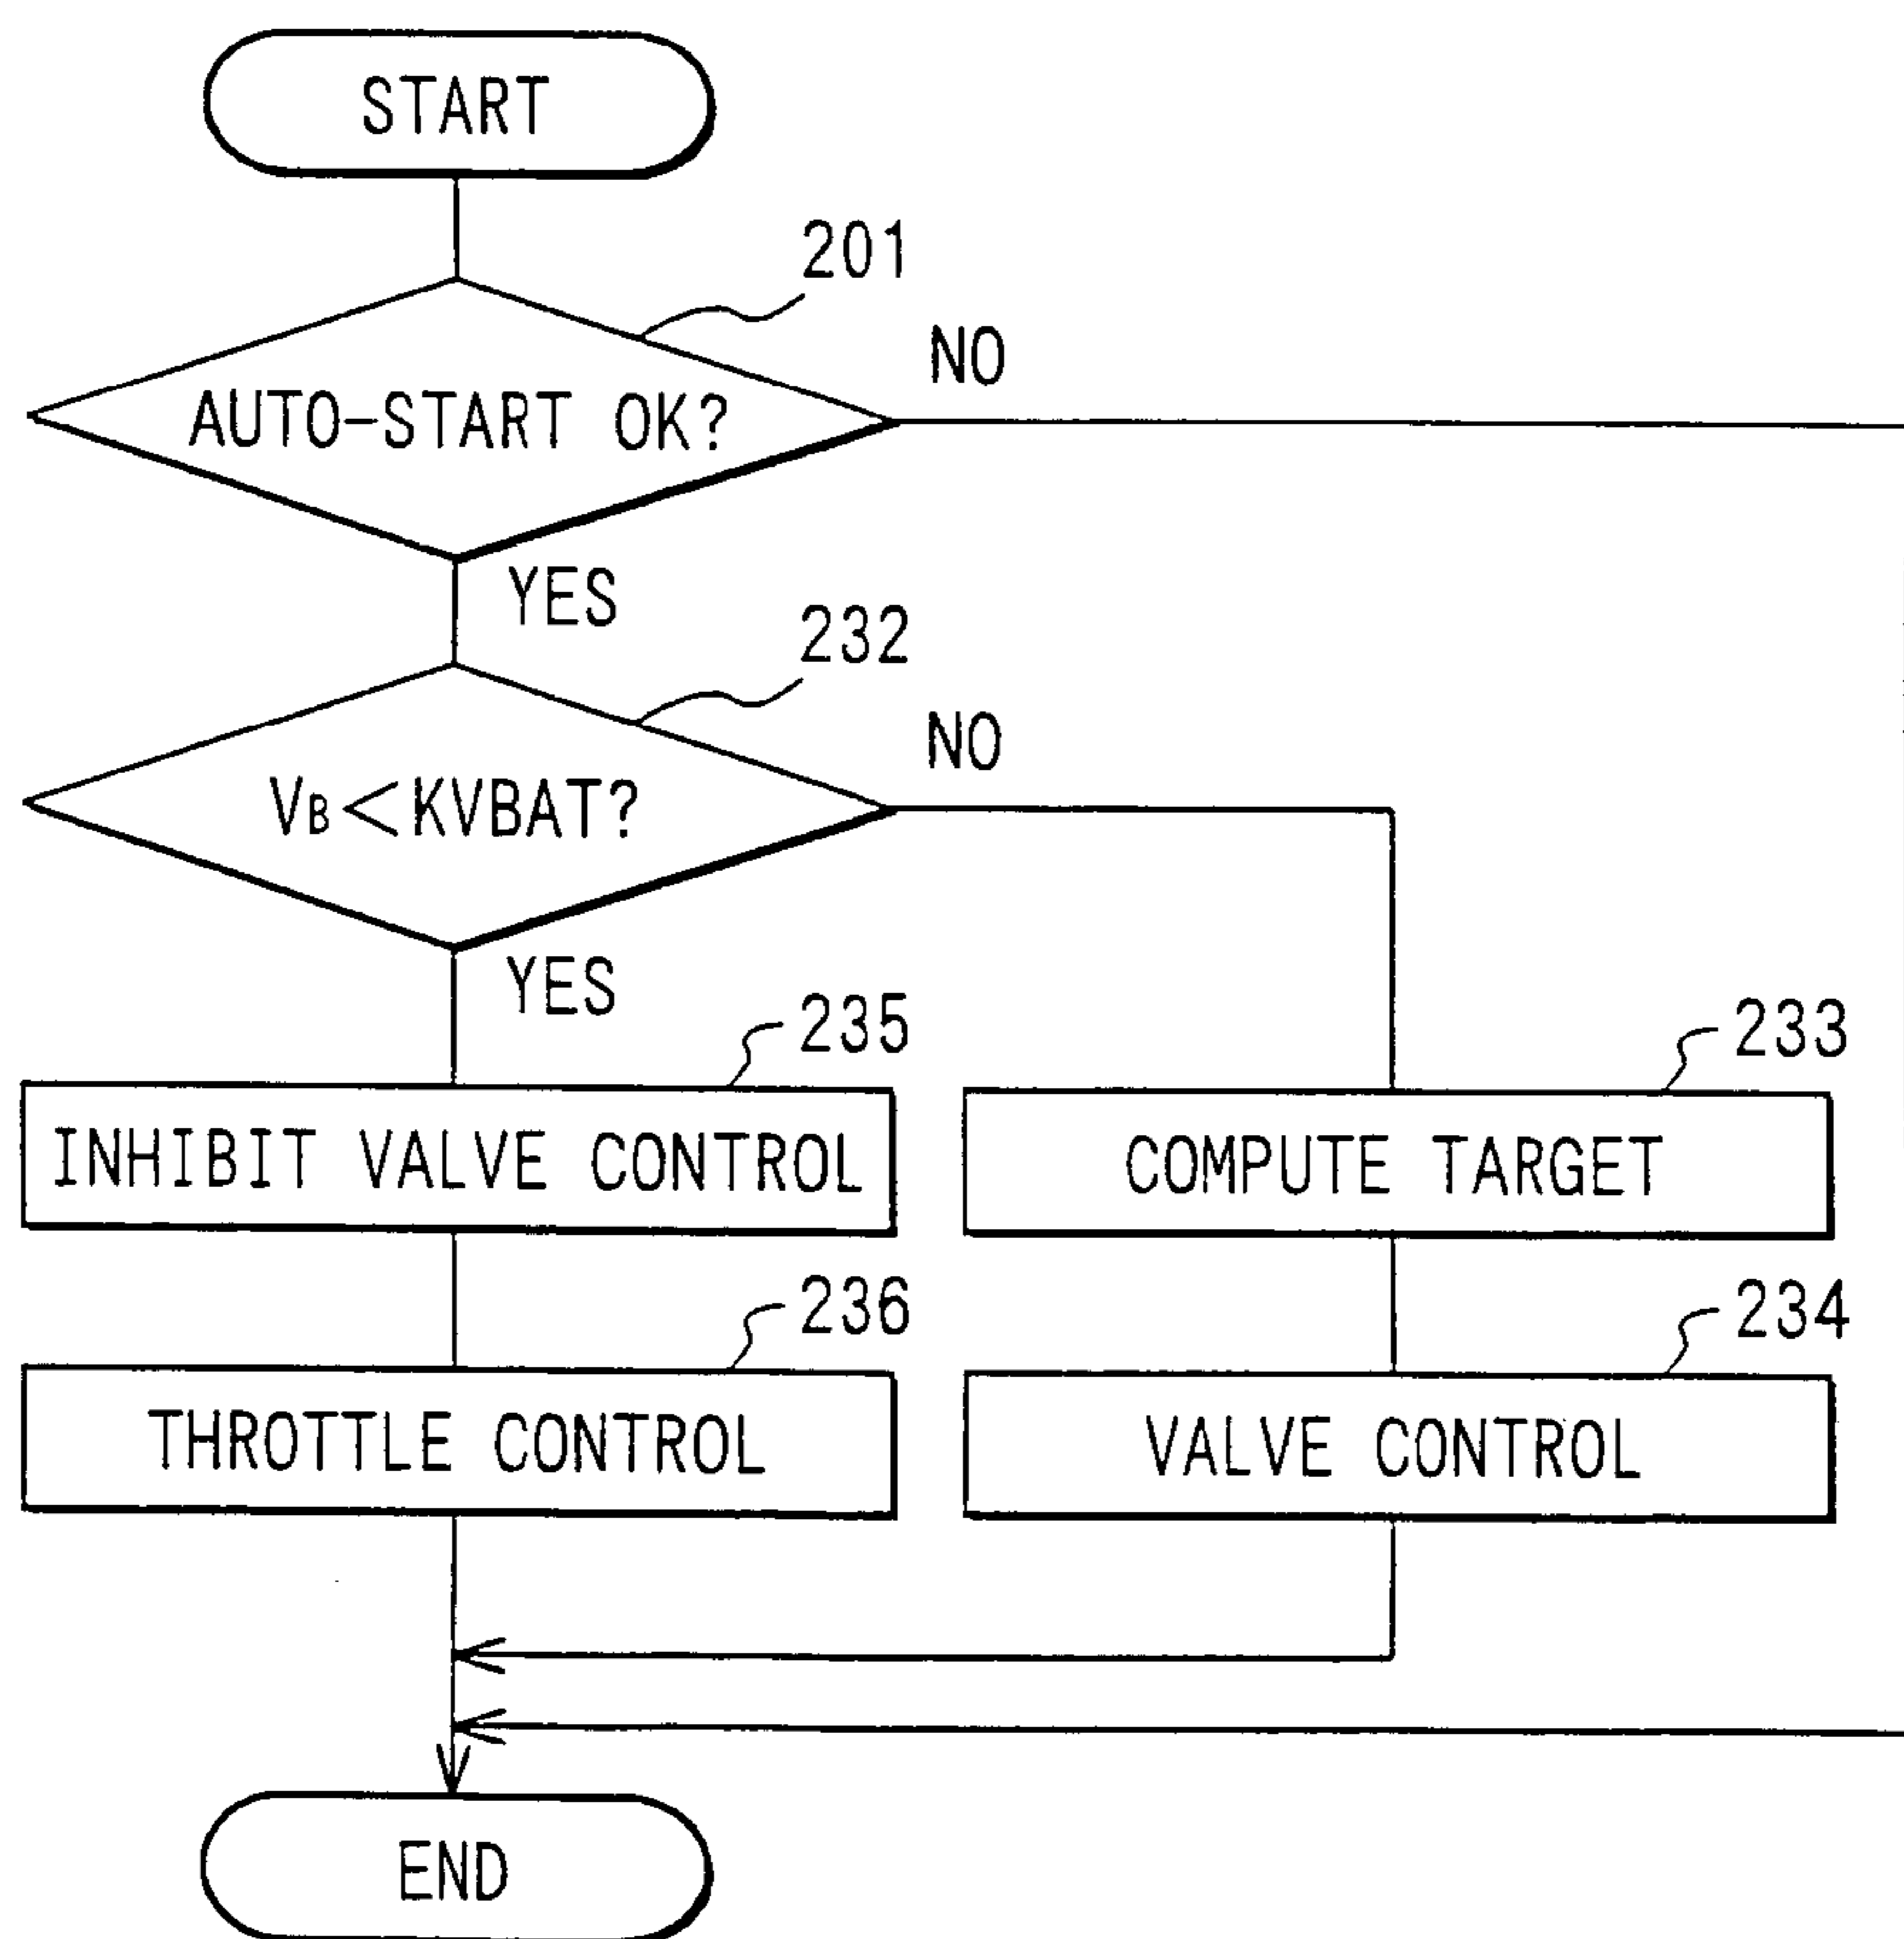 START
201
NO
AUTO-START OK?
YES
232
NO
VB<KVBAT?
YES
235
233
INHIBIT VALVE CONTROL
COMPUTE TARGET
236
234
THROTTLE CONTROL
VALVE CONTROL
END